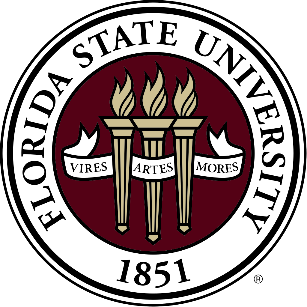 FLORIDA STATE UNIVERSITY
VIRES ARTES MORES
1851
®